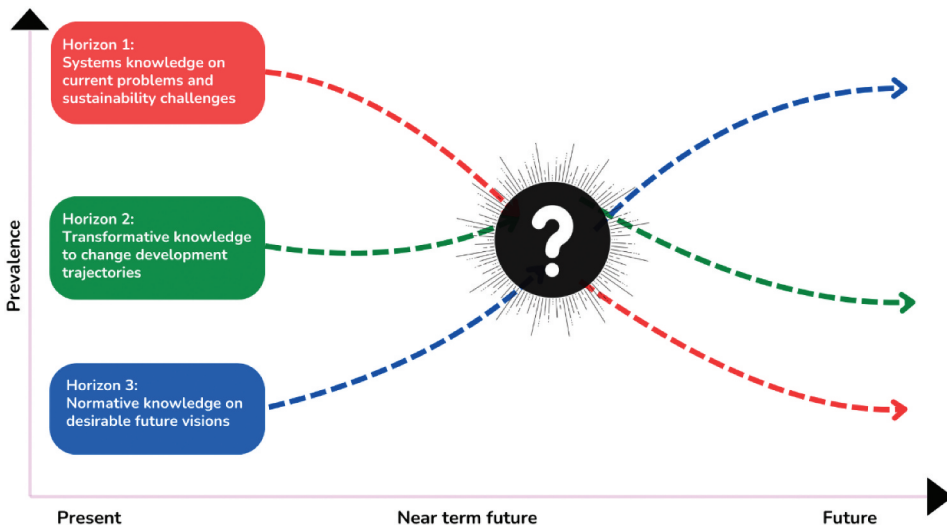 Horizon 1:
Systems knowledge on
current problems and
sustainability challenges
Horizon 2:
Transformative knowledge
to change development
trajectories
?
Horizon 3:
Normative knowledge on
desirable future visions
Prevalence
Present
Near term future
Future